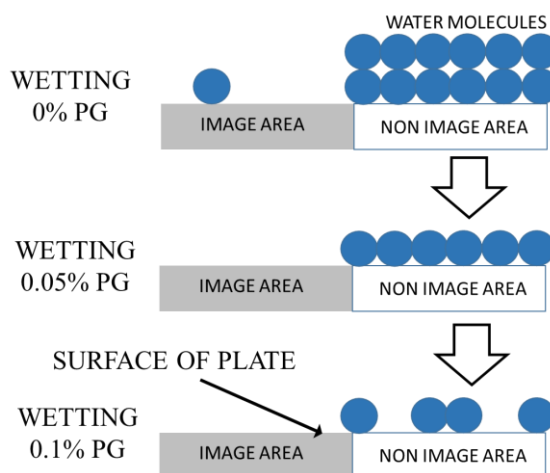 WATER MOLECULES
WETTING
0% PG
IMAGE AREA
NON IMAGE AREA
WETTING
0.05% PG
IMAGE AREA
NON IMAGE AREA
SURFACE OF PLATE
WETTING
0.1% PG
IMAGE AREA
NON IMAGE AREA